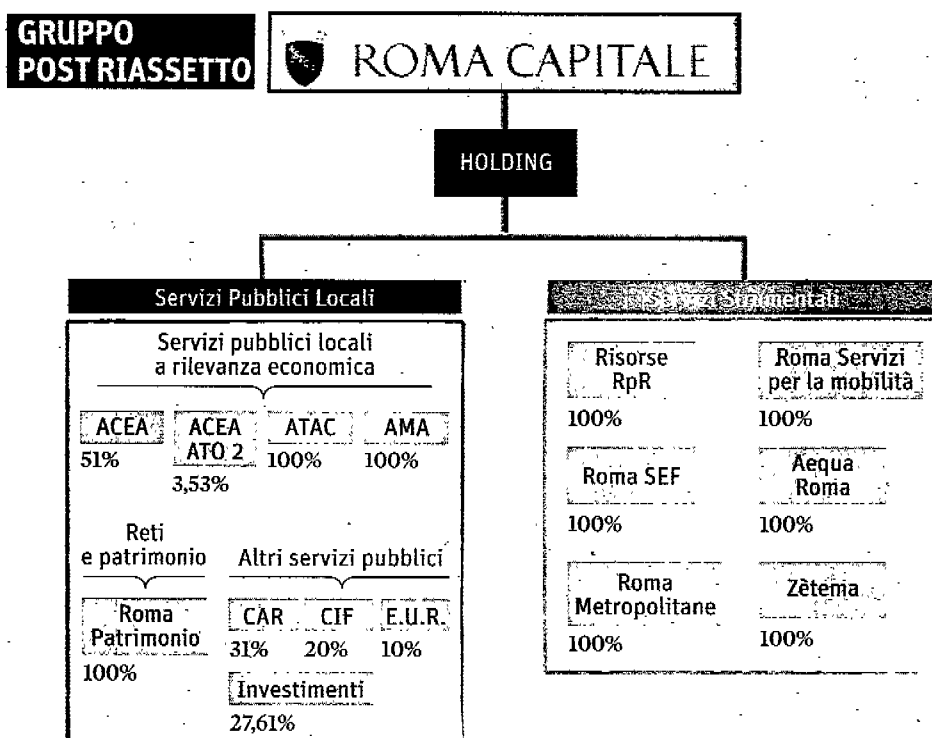 GRUPPO
POST RIASSETTO
ROMA CAPITALE
HOLDING
Servizi Pubblici Locali
Servizi pubblici locali
a rilevanza economica
ACEA
51%
ACEA
ATO 2
3,53%
ATAC
100%
AMA
100%
Reti
e patrimonio
Roma
Patrimonio
100%
Altri servizi pubblici
CAR
31%
CIF
20%
E.U.R.
10%
Investimenti
27,61%
Servizi Strumentali
Risorse
RpR
100%
Roma Servizi
per la mobilità
100%
Roma SEF
100%
Aequa
Roma
100%
Roma
Metropolitane
100%
Zètema
100%